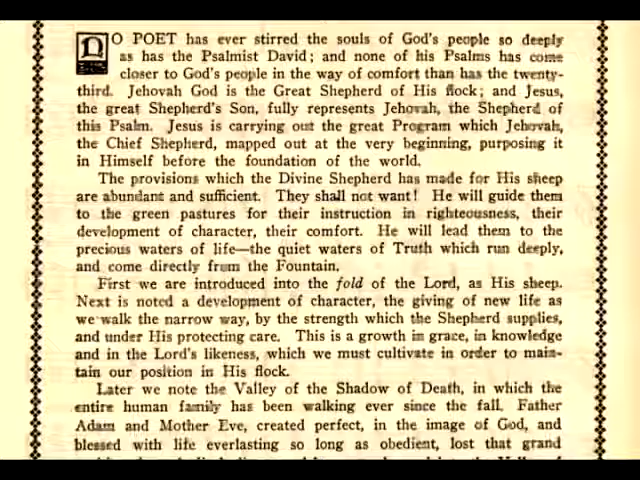 NO POET has ever stirred the souls of God's people so deeply
as has the Psalmist David; and none of his Psalms has come
closer to God's people in the way of comfort than has the twenty-
third. Jehovah God is the Great Shepherd of His flock; and Jesus,
the great Shepherd's Son, fully represents Jehovah, the Shepherd of
this Psalm. Jesus is carrying out the great Program which Jehovah,
the Chief Shepherd, mapped out at the very beginning, purposing it
in Himself before the foundation of the world.
The provisions which the Divine Shepherd has made for His sheep
are abundant and sufficient. They shall not want! He will guide them
to the green pastures for their instruction in righteousness, their
development of character, their comfort. He will lead them to the
precious waters of life—the quiet waters of Truth which run deeply,
and come directly from the Fountain.
First we are introduced into the fold of the Lord, as His sheep.
Next is noted a development of character, the giving of new life as
we walk the narrow way, by the strength which the Shepherd supplies,
and under His protecting care. This is a growth in grace, in knowledge
and in the Lord's likeness, which we must cultivate in order to main-
tain our position in His flock.
Later we note the Valley of the Shadow of Death, in which the
entire human family has been walking ever since the fall. Father
Adam and Mother Eve, created perfect, in the image of God, and
blessed with life everlasting so long as obedient, lost that grand